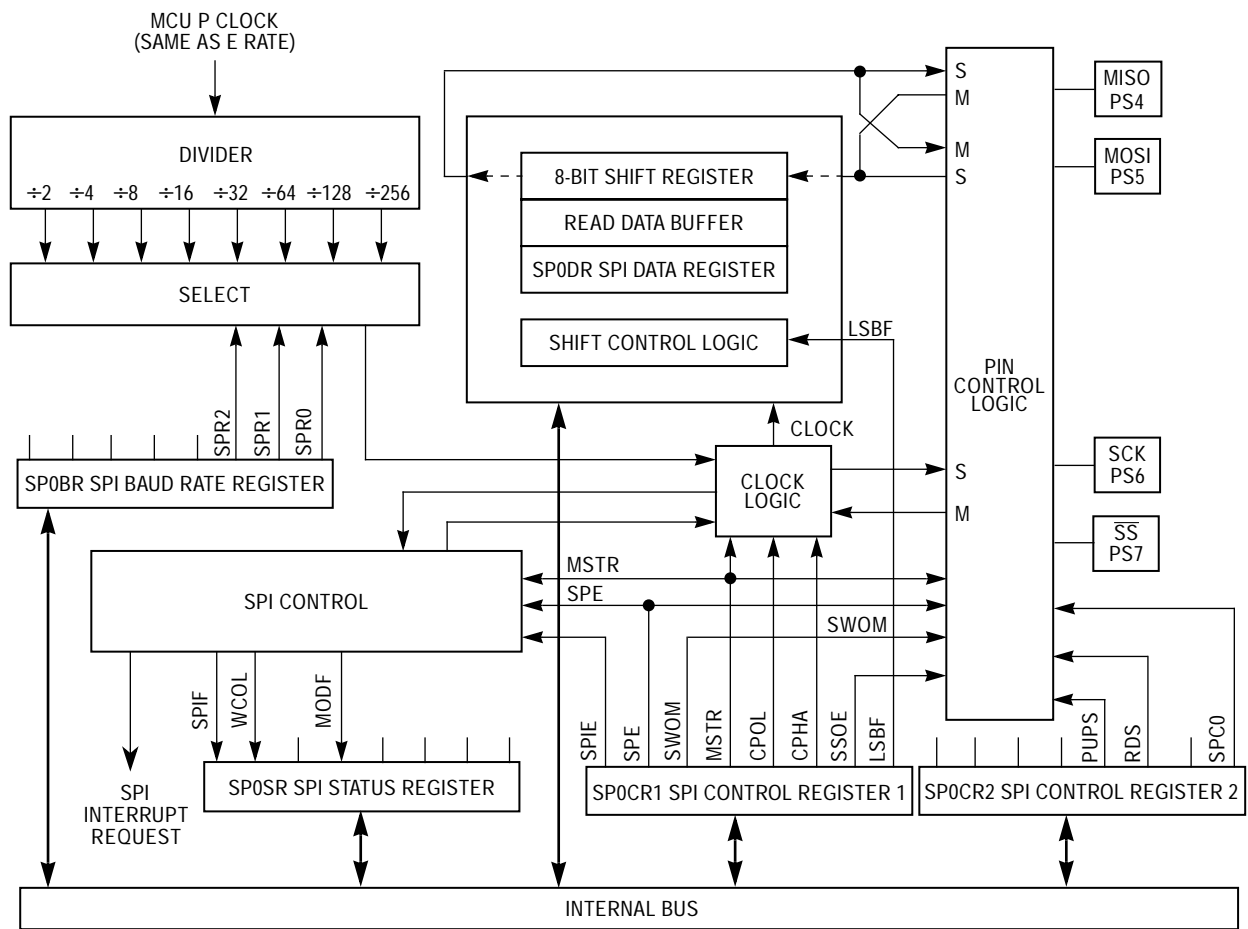 MCU P CLOCK
(SAME AS E RATE)
DIVIDER
÷2 ÷4 ÷8 ÷16 ÷32 ÷64 ÷128 ÷256
SELECT
SPR2
SPR1
SPR0
SP0BR SPI BAUD RATE REGISTER
8-BIT SHIFT REGISTER
READ DATA BUFFER
SP0DR SPI DATA REGISTER
SHIFT CONTROL LOGIC
LSBF
CLOCK
CLOCK
LOGIC
S
M
M
S
S
M
PIN
CONTROL
LOGIC
MISO
PS4
MOSI
PS5
SCK
PS6
SS
PS7
SPI CONTROL
MSTR
SPE
SWOM
SPIF
WCOL
MODF
SPI
INTERRUPT
REQUEST
SP0SR SPI STATUS REGISTER
SPIE
SPE
SWOM
MSTR
CPOL
CPHA
SSOE
LSBF
SP0CR1 SPI CONTROL REGISTER 1
PUPS
RDS
SPC0
SP0CR2 SPI CONTROL REGISTER 2
INTERNAL BUS